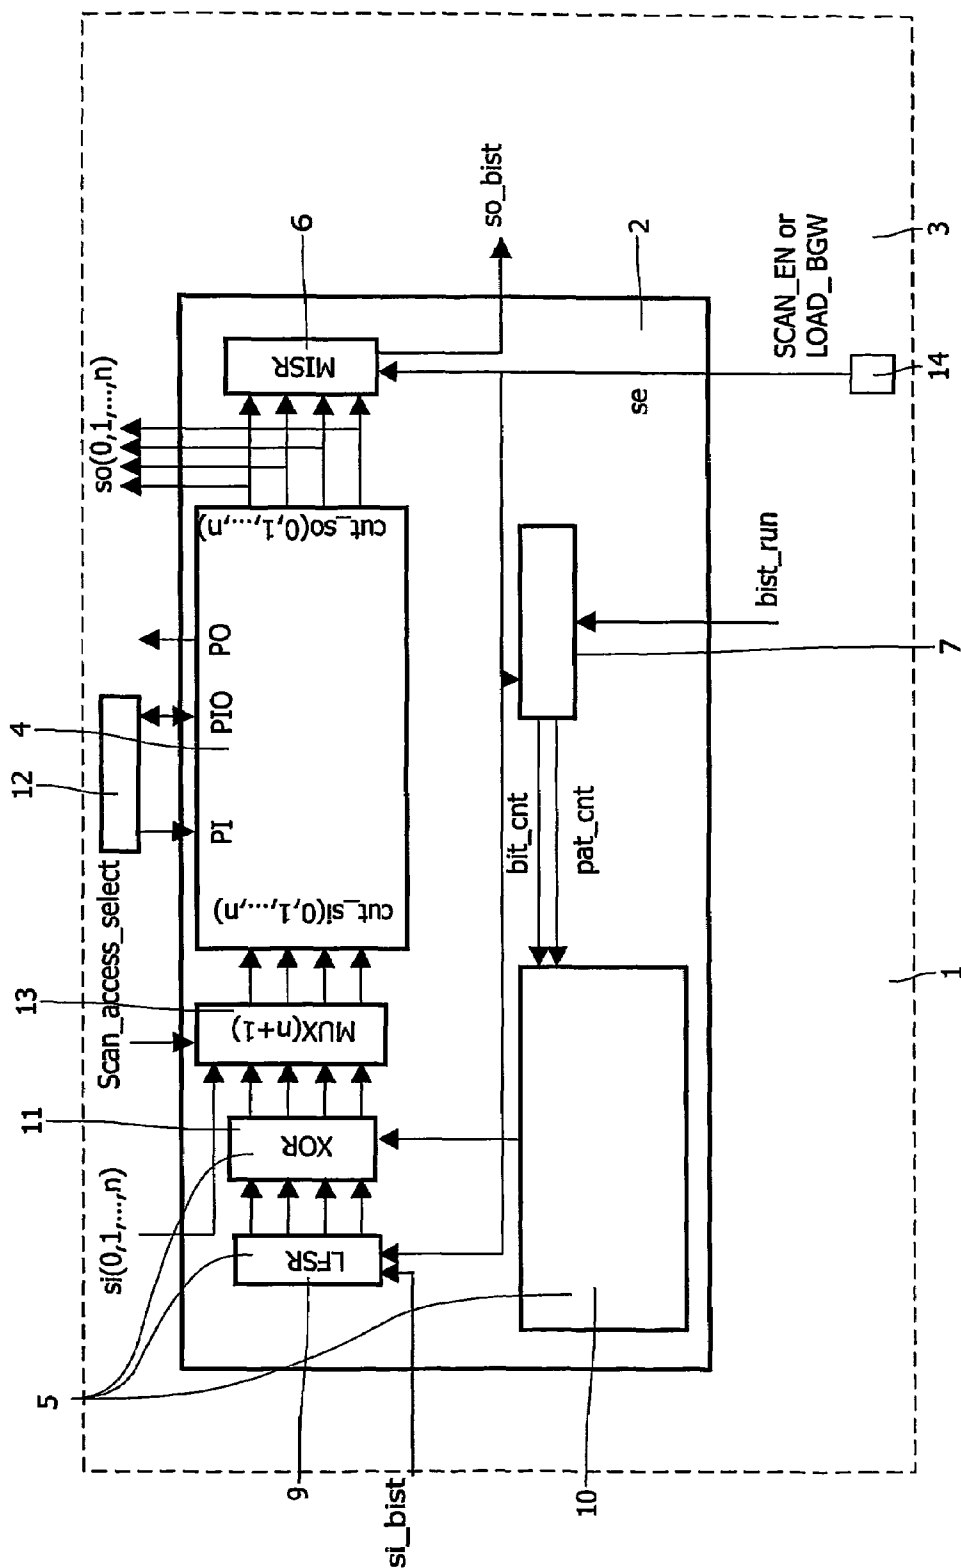 5
si(0,1,...,n)
11
13
Scan_access_select
12
4
so(0,1,...,n)
6
so_bist
2
SCAN_EN or
LOAD_BGW
3
14
se
MISR
cut_so(0,1,...,n)
PO
PIO
PI
cut_si(0,1,...,n)
MUX(n+1)
XOR
LFSR
bit_cnt
pat_cnt
bist_run
7
1
9
si_bist
10